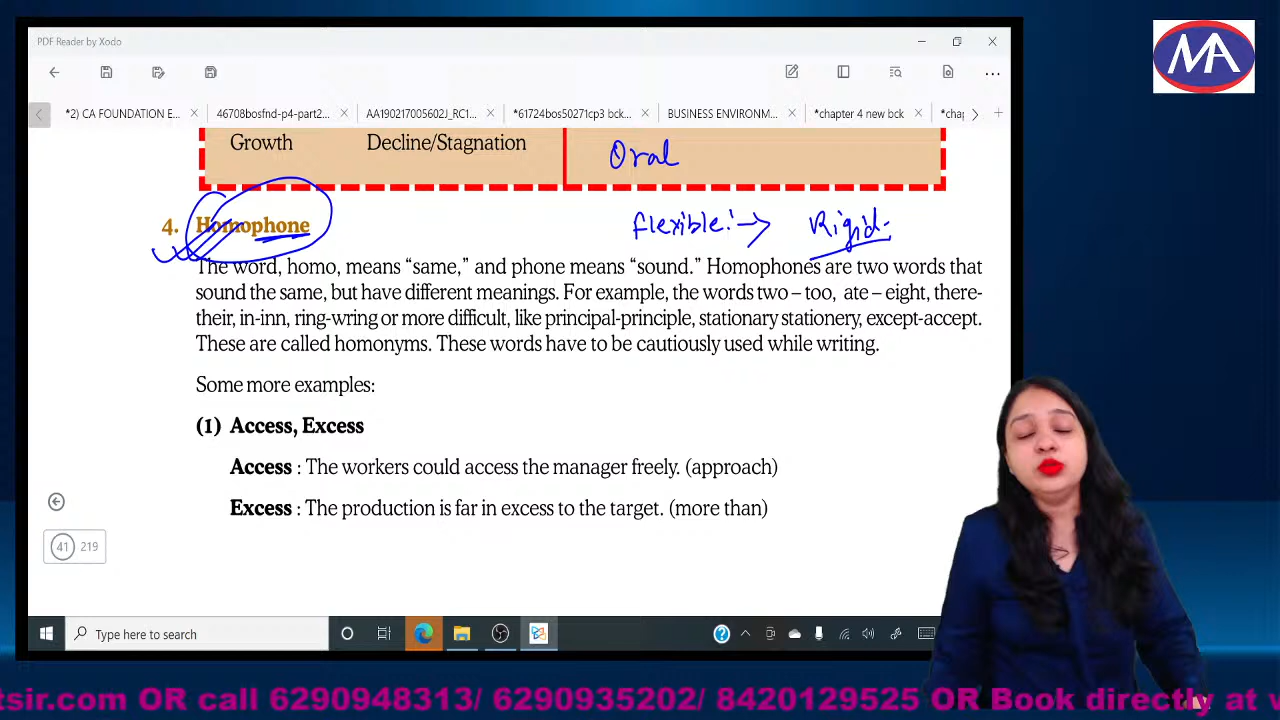 PDF Reader by Xodo
MA
*2) CA FOUNDATION E... 46708bosfnd-p4-part2... AA190217005602J_RC1... *61724bos50271cp3 bck... BUSINESS ENVIRONM... *chapter 4 new bck *chap
Growth Decline/Stagnation Oral
4. Homophone flexible:→ Rigid:
The word, homo, means “same,” and phone means “sound.” Homophones are two words that
sound the same, but have different meanings. For example, the words two – too, ate – eight, there-
their, in-inn, ring-wring or more difficult, like principal-principle, stationary stationery, except-accept.
These are called homonyms. These words have to be cautiously used while writing.
Some more examples:
(1) Access, Excess
Access : The workers could access the manager freely. (approach)
Excess : The production is far in excess to the target. (more than)
41 219
Type here to search
tsir.com OR call 6290948313/ 6290935202/ 8420129525 OR Book directly at w